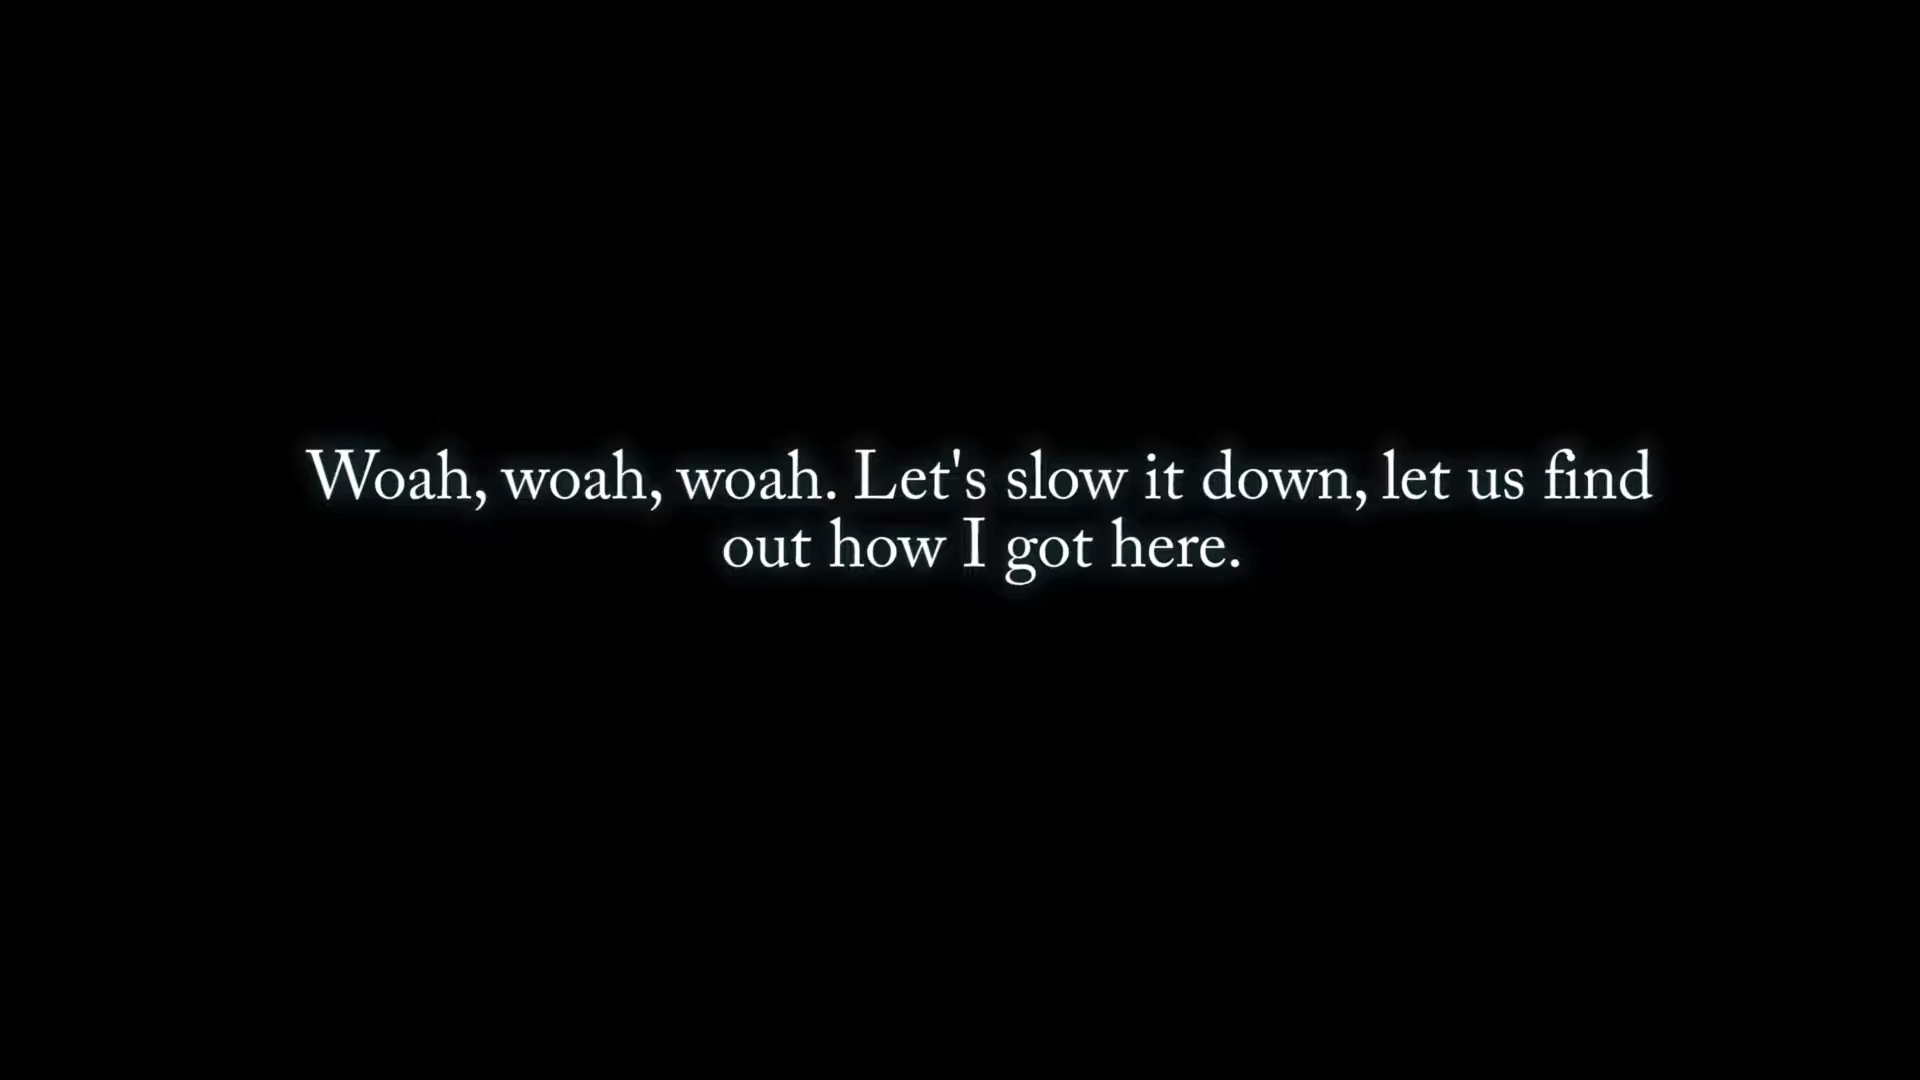 Woah, woah, woah. Let's slow it down, let us find
out how I got here.